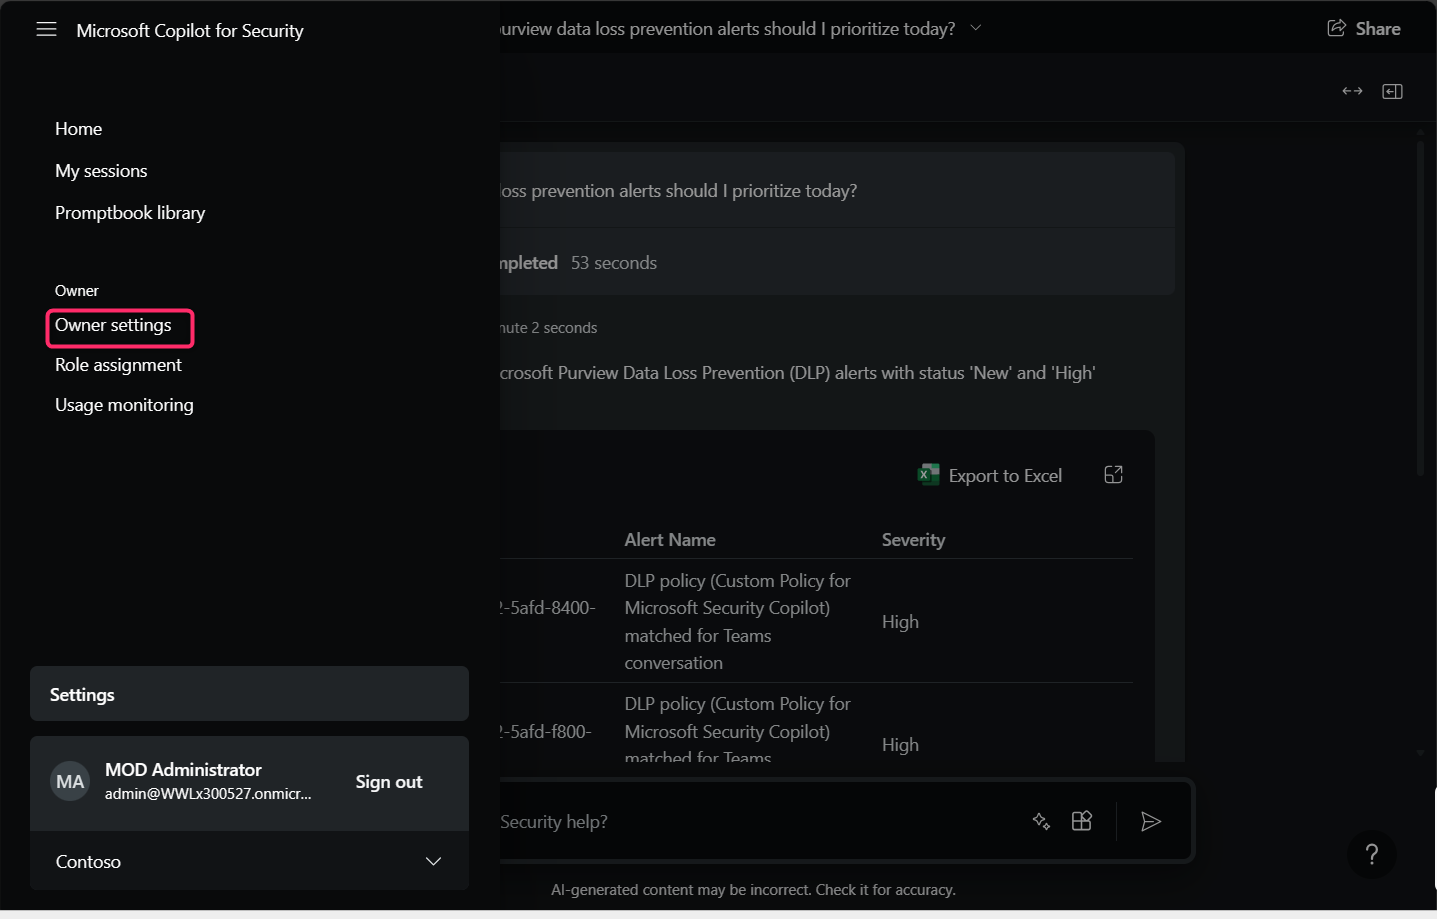 Microsoft Copilot for Security
purview data loss prevention alerts should I prioritize today?
Share
Home
My sessions
Promptbook library
Owner
Owner settings
Role assignment
Usage monitoring
Settings
MA
MOD Administrator
admin@WWLx300527.onmicr...
Sign out
Contoso
loss prevention alerts should I prioritize today?
mpleted 53 seconds
nute 2 seconds
crosoft Purview Data Loss Prevention (DLP) alerts with status 'New' and 'High'
Export to Excel
Alert Name Severity
2-5afd-8400-
DLP policy (Custom Policy for
Microsoft Security Copilot)
matched for Teams
conversation
High
2-5afd-f800-
DLP policy (Custom Policy for
Microsoft Security Copilot)
matched for Teams
High
Security help?
?
AI-generated content may be incorrect. Check it for accuracy.